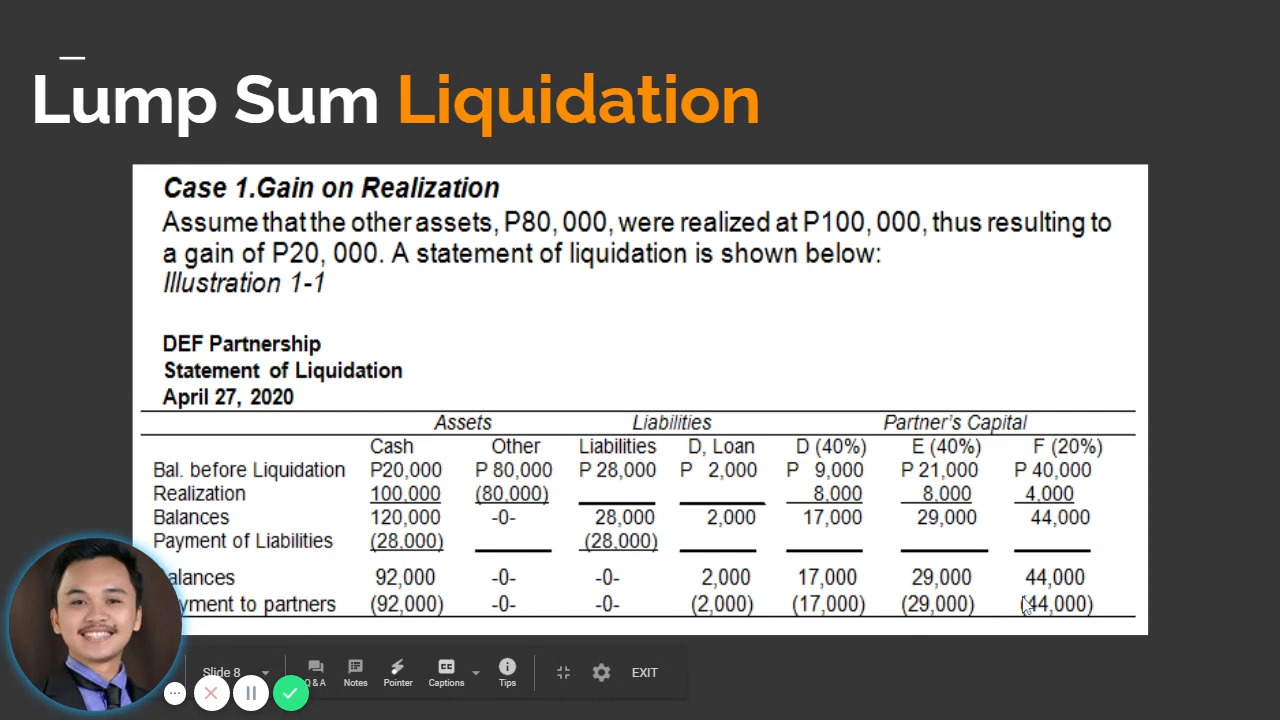 Lump Sum Liquidation
Case 1.Gain on Realization
Assume that the other assets, P80, 000, were realized at P100, 000, thus resulting to
a gain of P20, 000. A statement of liquidation is shown below:
Illustration 1-1
DEF Partnership
Statement of Liquidation
April 27, 2020
Assets Liabilities Partner's Capital
Cash Other Liabilities D, Loan D (40%) E (40%) F (20%)
Bal. before Liquidation P20,000 P 80,000 P 28,000 P 2,000 P 9,000 P 21,000 P 40,000
Realization 100,000 (80,000) 8,000 8,000 4,000
Balances 120,000 -0- 28,000 2,000 17,000 29,000 44,000
Payment of Liabilities (28,000) (28,000)
alances 92,000 -0- -0- 2,000 17,000 29,000 44,000
yment to partners (92,000) -0- -0- (2,000) (17,000) (29,000) (44,000)
Slide 8 Q&A Notes Pointer Captions CC Tips EXIT